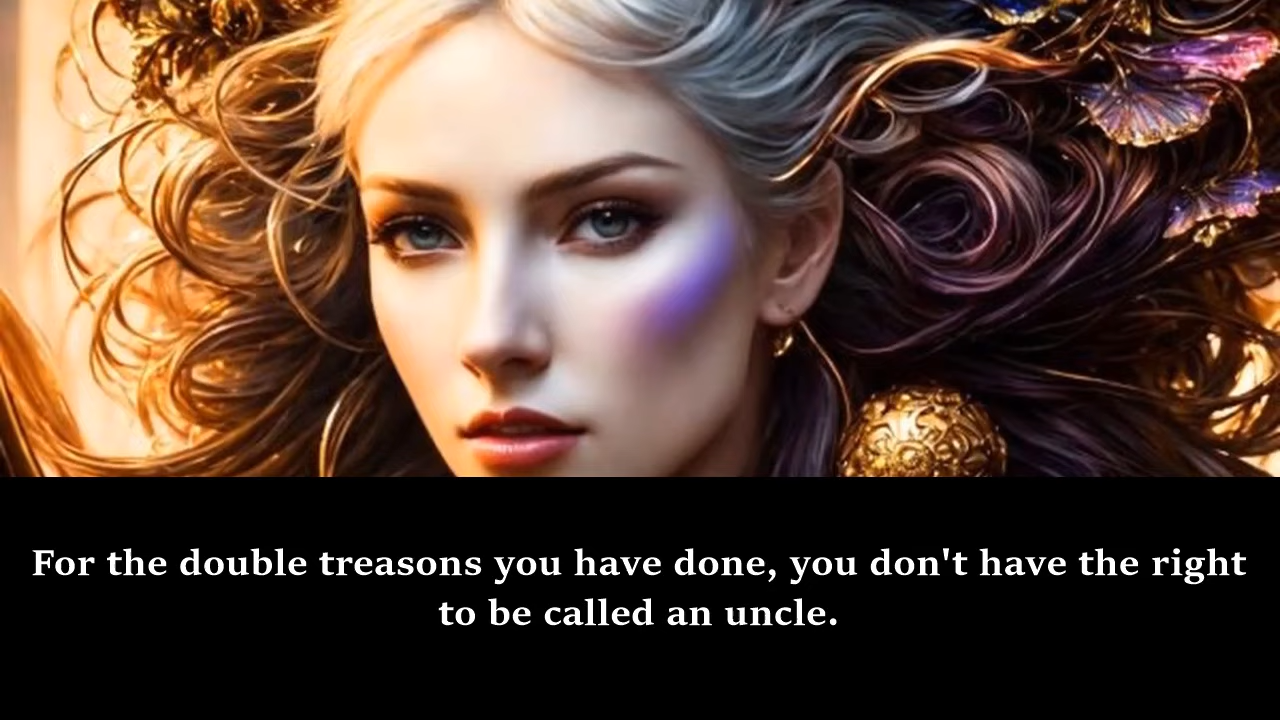 For the double treasons you have done, you don't have the right
to be called an uncle.